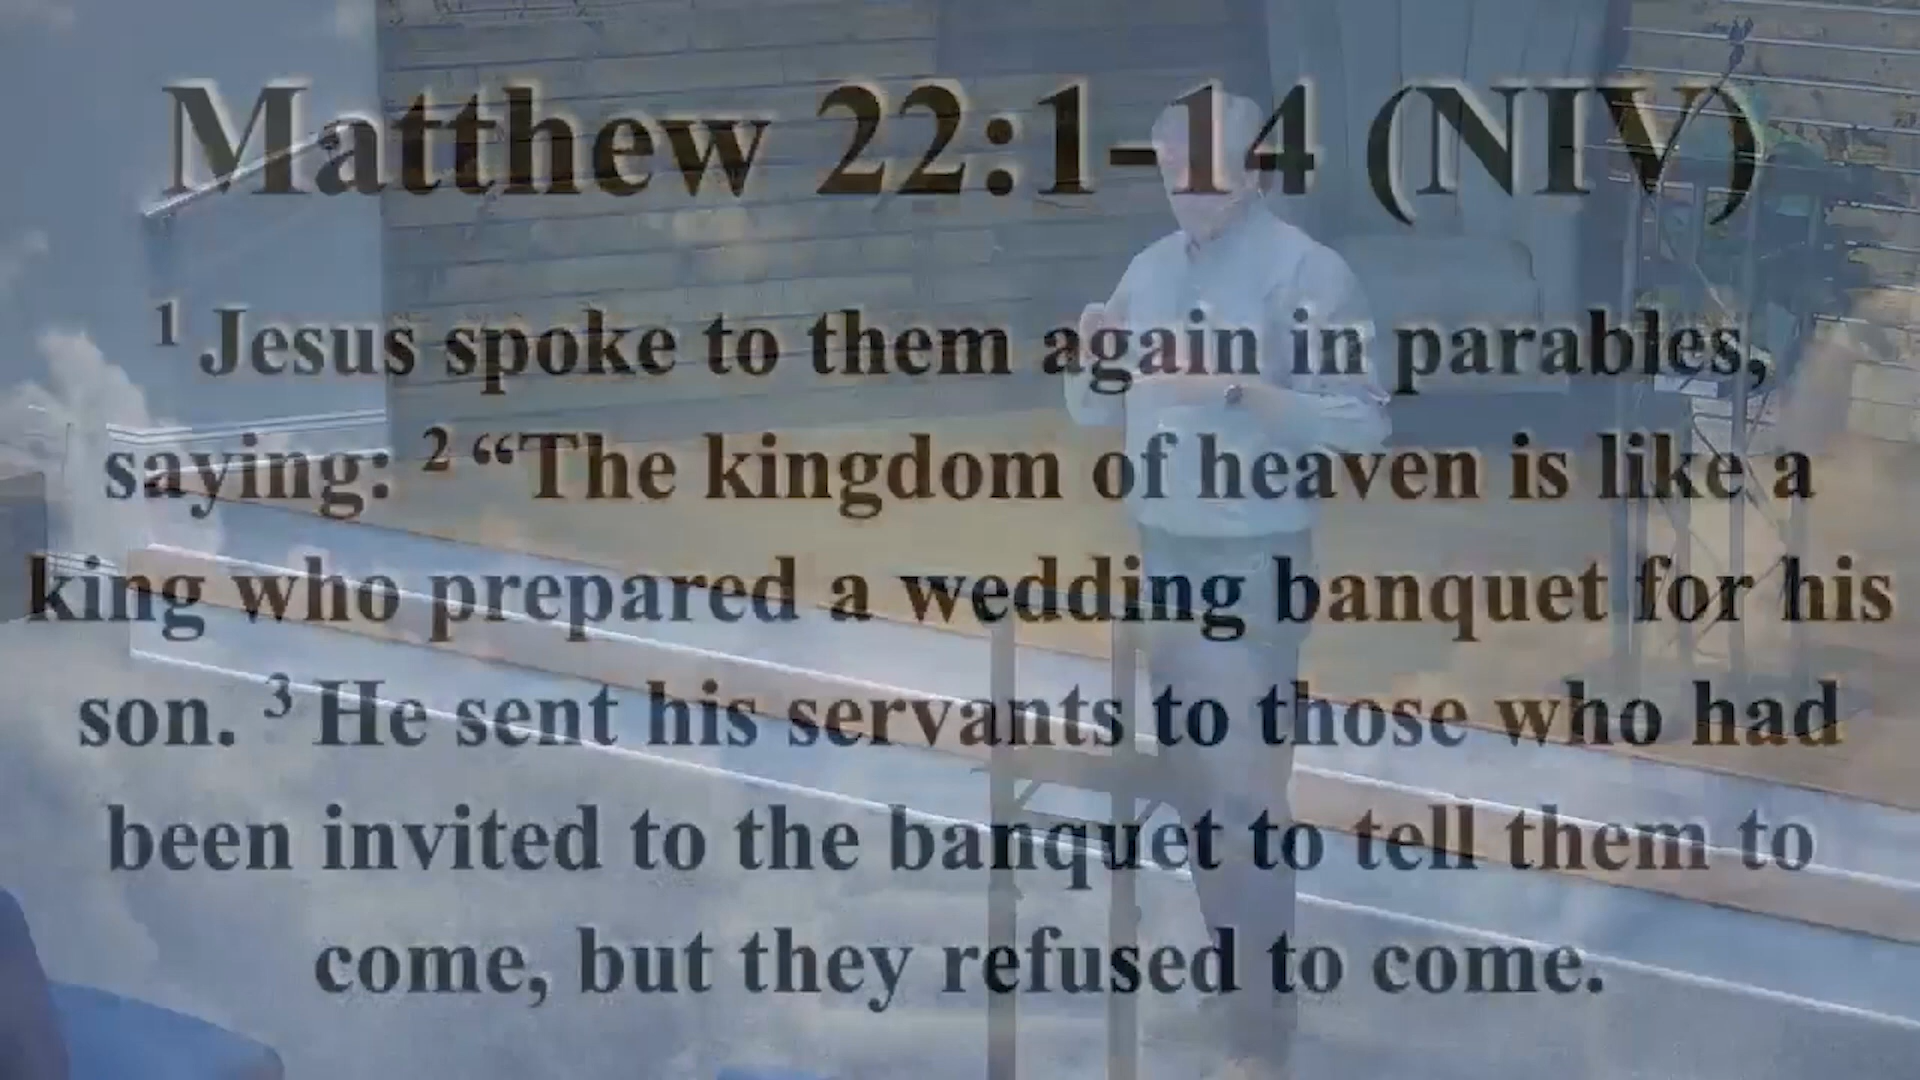 Matthew 22:1-14 (NIV)
1 Jesus spoke to them again in parables,
saying: 2 “The kingdom of heaven is like a
king who prepared a wedding banquet for his
son. 3 He sent his servants to those who had
been invited to the banquet to tell them to
come, but they refused to come.